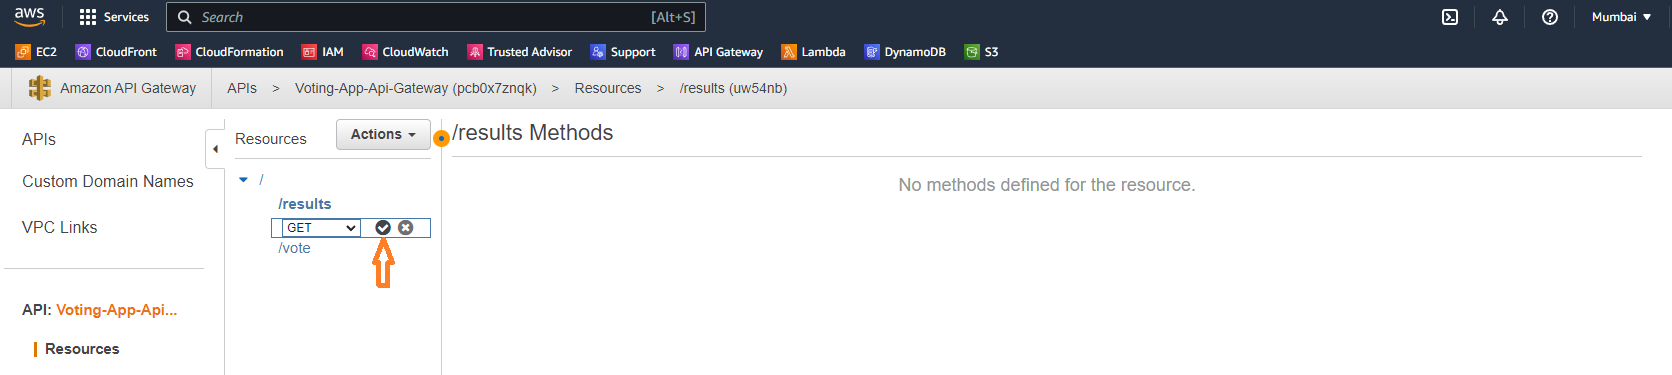 aws Services Search [Alt+S] Mumbai
EC2 CloudFront CloudFormation IAM CloudWatch Trusted Advisor Support API Gateway Lambda DynamoDB S3
Amazon API Gateway APIs > Voting-App-Api-Gateway (pcb0x7znqk) > Resources > /results (uw54nb)
APIs
Custom Domain Names
VPC Links
API: Voting-App-Api...
Resources
Resources Actions
/
/results
GET
/vote
/results Methods
No methods defined for the resource.